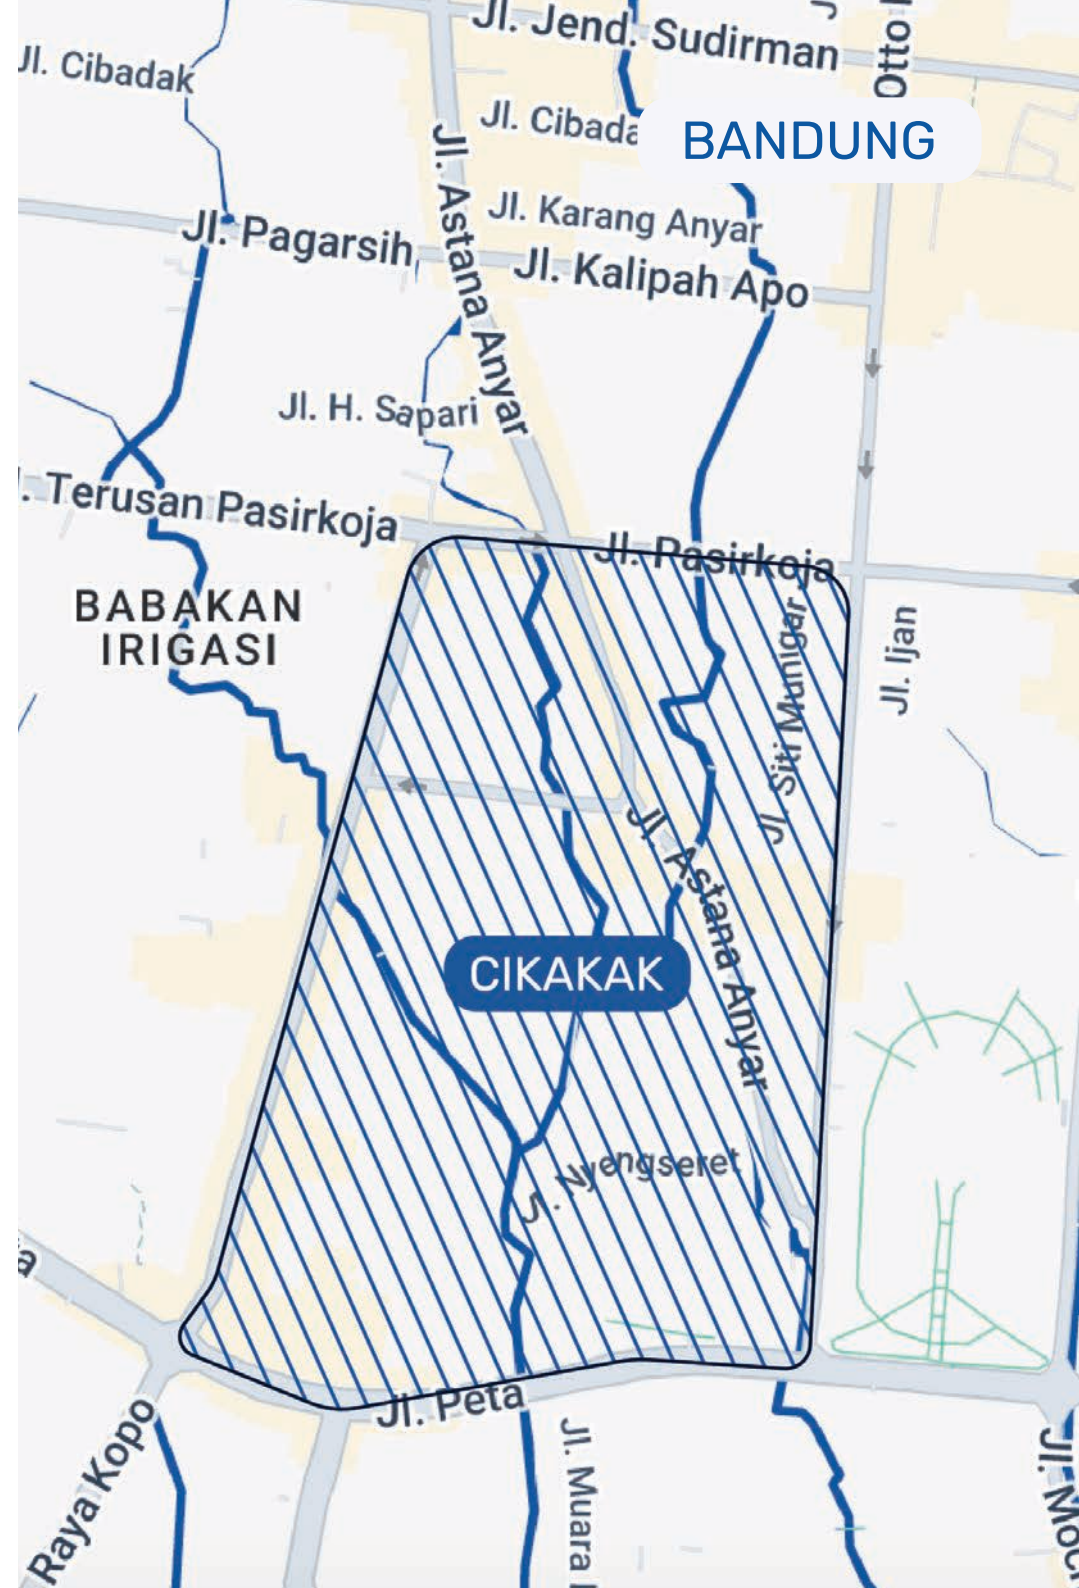 Jl. Jend. Sudirman
Jl. Cibadak
Otto
Jl. Cibada
BANDUNG
Jl. Astana Anyar
Jl. Karang Anyar
Jl. Pagarsih
Jl. Kalipah Apo
Jl. H. Sapari
. Terusan Pasirkoja
Jl. Pasirkoja
BABAKAN
IRIGASI
Jl. Siti Munigar
Jl. Ijan
Jl. Astana Anyar
CIKAKAK
S. Nyengseret
a
Jl. Peta
Raya Kopo
Jl. Muara
Jl. Moch